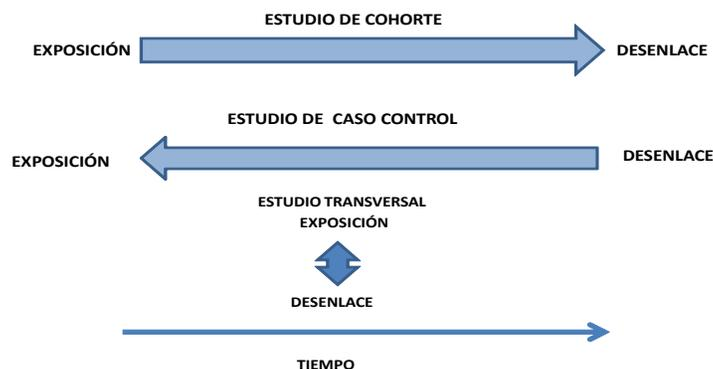 ESTUDIO DE COHORTE
EXPOSICIÓN
DESENLACE
ESTUDIO DE CASO CONTROL
EXPOSICIÓN
DESENLACE
ESTUDIO TRANSVERSAL
EXPOSICIÓN
DESENLACE
TIEMPO